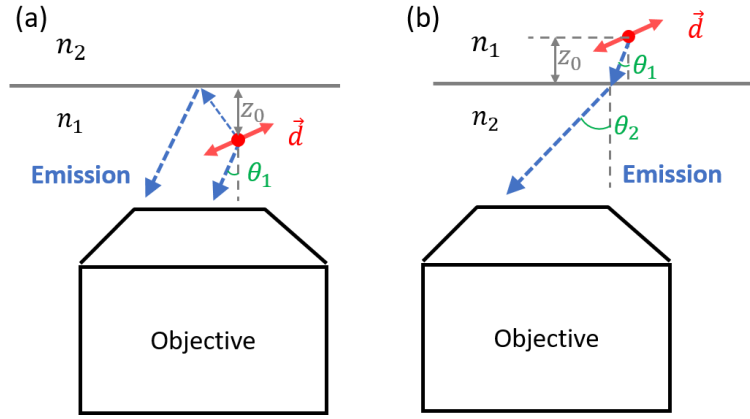 (a)
n₂
n₁
z₀
d⃗
θ₁
Emission
Objective
(b)
n₁
z₀
d⃗
θ₁
n₂
θ₂
Emission
Objective